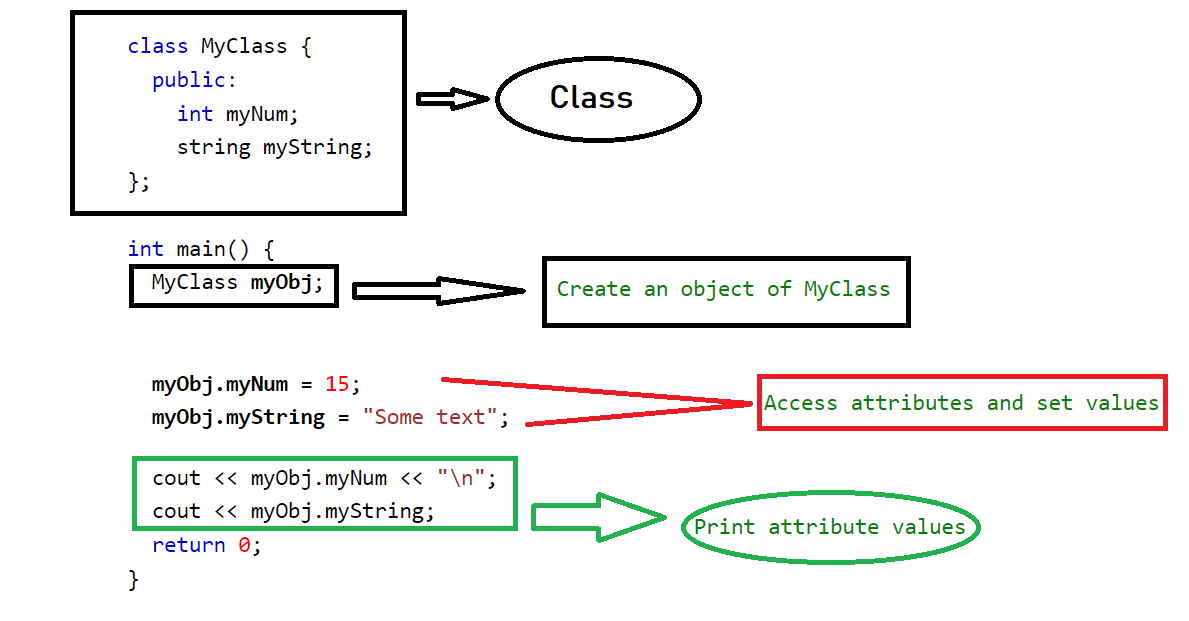 class MyClass {
public:
int myNum;
string myString;
};
Class
int main() {
MyClass myObj;
Create an object of MyClass
myObj.myNum = 15;
myObj.myString = "Some text";
Access attributes and set values
cout << myObj.myNum << "\n";
cout << myObj.myString;
Print attribute values
return 0;
}